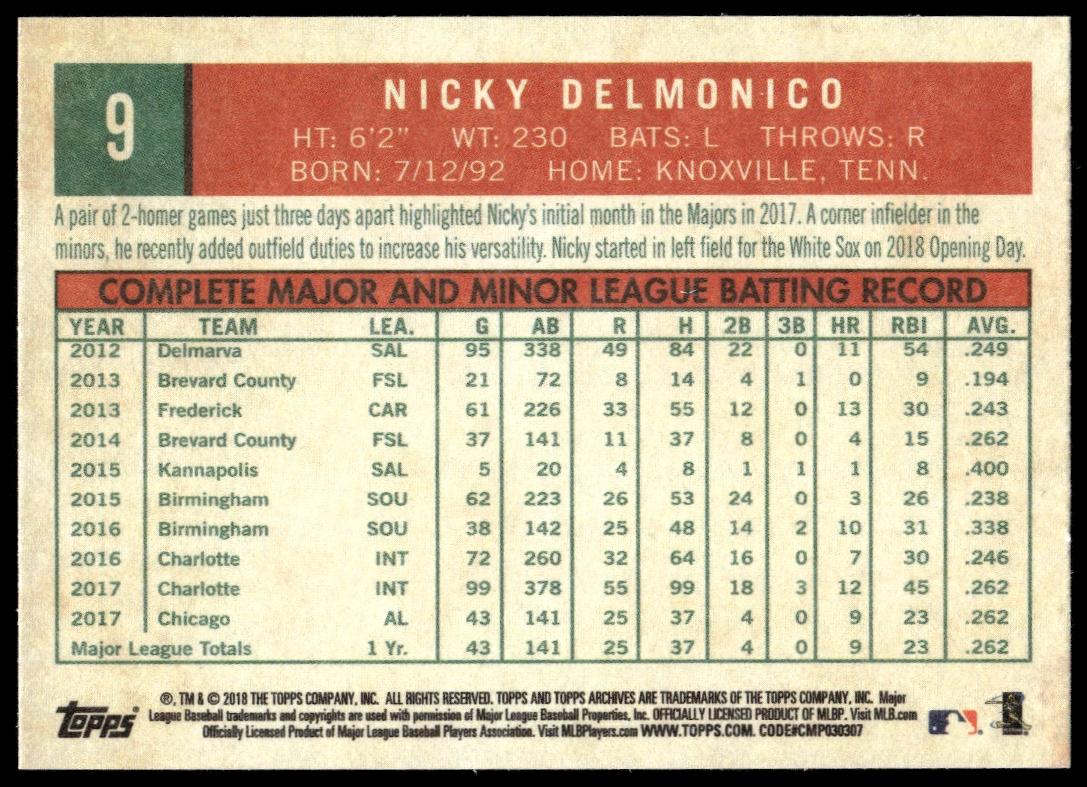 9
NICKY DELMONICO
HT: 6'2" WT: 230 BATS: L THROWS: R
BORN: 7/12/92 HOME: KNOXVILLE, TENN.
A pair of 2-homer games just three days apart highlighted Nicky's initial month in the Majors in 2017. A corner infielder in the
minors, he recently added outfield duties to increase his versatility. Nicky started in left field for the White Sox on 2018 Opening Day.
COMPLETE MAJOR AND MINOR LEAGUE BATTING RECORD
YEAR TEAM LEA. G AB R H 2B 3B HR RBI AVG.
2012 Delmarva SAL 95 338 49 84 22 0 11 54 .249
2013 Brevard County FSL 21 72 8 14 4 1 0 9 .194
2013 Frederick CAR 61 226 33 55 12 0 13 30 .243
2014 Brevard County FSL 37 141 11 37 8 0 4 15 .262
2015 Kannapolis SAL 5 20 4 8 1 1 1 8 .400
2015 Birmingham SOU 62 223 26 53 24 0 3 26 .238
2016 Birmingham SOU 38 142 25 48 14 2 10 31 .338
2016 Charlotte INT 72 260 32 64 16 0 7 30 .246
2017 Charlotte INT 99 378 55 99 18 3 12 45 .262
2017 Chicago AL 43 141 25 37 4 0 9 23 .262
Major League Totals 1 Yr. 43 141 25 37 4 0 9 23 .262
topps
®, TM & © 2018 THE TOPPS COMPANY, INC. ALL RIGHTS RESERVED. TOPPS AND TOPPS ARCHIVES ARE TRADEMARKS OF THE TOPPS COMPANY, INC. Major
League Baseball trademarks and copyrights are used with permission of Major League Baseball Properties, Inc. OFFICIALLY LICENSED PRODUCT OF MLBP. Visit MLB.com
Officially Licensed Product of Major League Baseball Players Association. Visit MLBPlayers.com WWW.TOPPS.COM. CODE#CMP030307